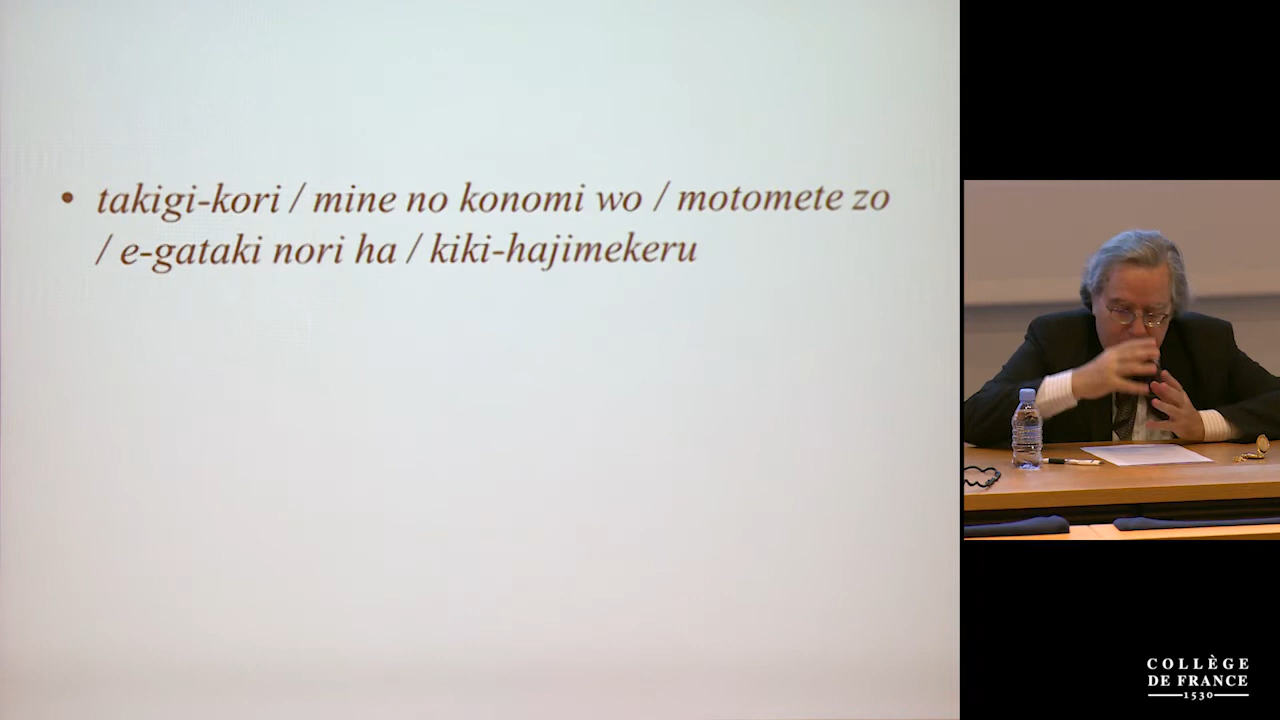 • takigi-kori / mine no konomi wo / motomete zo
/ e-gataki nori ha / kiki-hajimekeru
COLLÈGE
DE FRANCE
1530